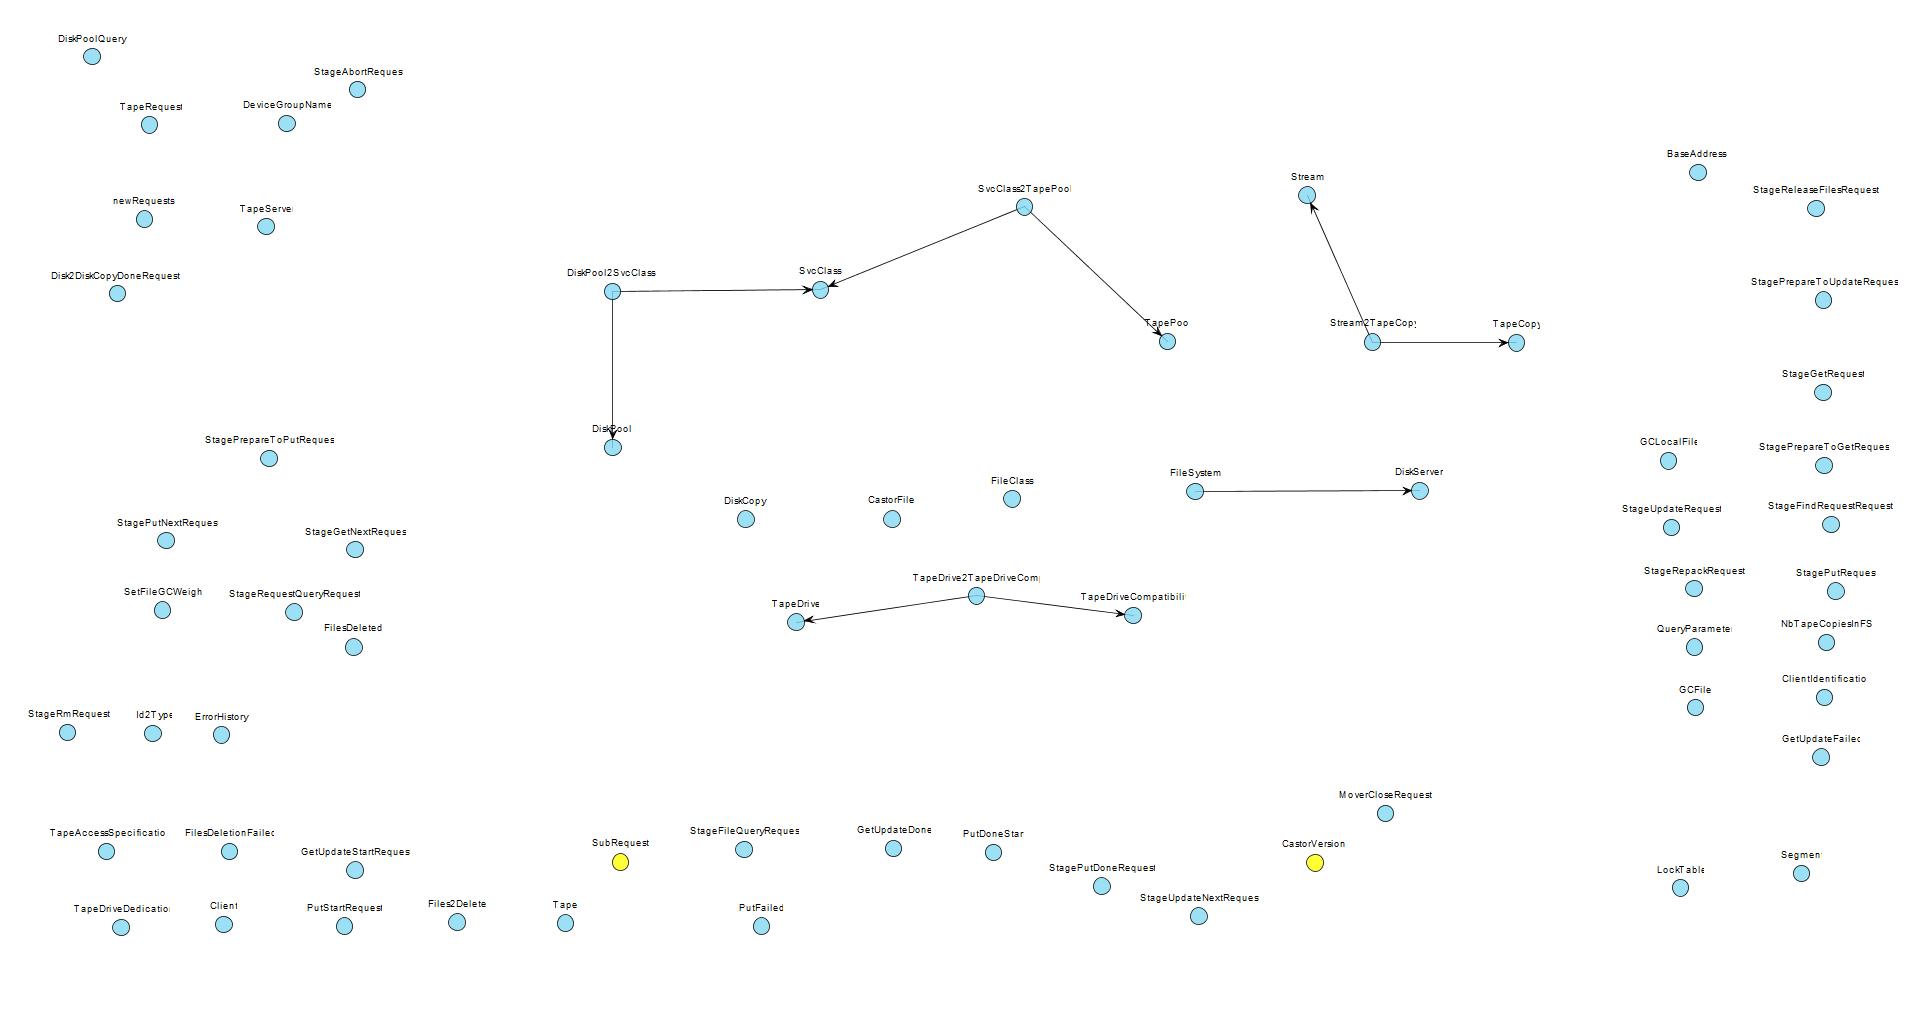 DiskPoolQuery
StageAbortReques
TapeRequest
DeviceGroupName
BaseAddress
Stream
SvcClass2TapePool
StageReleaseFilesRequest
newRequests
TapeServer
Disk2DiskCopyDoneRequest
DiskPool2SvcClass
SvcClass
StagePrepareToUpdateReques
TapePoo
Stream2TapeCopy
TapeCopy
StageGetRequest
DiskPool
StagePrepareToPutReques
GCLocalFile
StagePrepareToGetReques
FileSystem
DiskServer
FileClass
DiskCopy
CastorFile
StageUpdateRequest
StageFindRequestRequest
StagePutNextReques
StageGetNextReques
StageRepackRequest
StagePutReques
TapeDrive2TapeDriveComp
SetFileGCWeigh
StageRequestQueryRequest
TapeDrive
TapeDriveCompatibili
FilesDeleted
QueryParameter
NbTapeCopiesInFS
GCFile
ClientIdentificatio
StageRmRequest
Id2Type
ErrorHistory
GetUpdateFailed
MoverCloseRequest
TapeAccessSpecificatio
FilesDeletionFailed
GetUpdateStartReques
SubRequest
StageFileQueryReques
GetUpdateDone
PutDoneStar
CastorVersion
StagePutDoneRequest
LockTable
Segment
StageUpdateNextReques
TapeDriveDedicatio
Client
PutStartRequest
Files2Delete
Tape
PutFailed